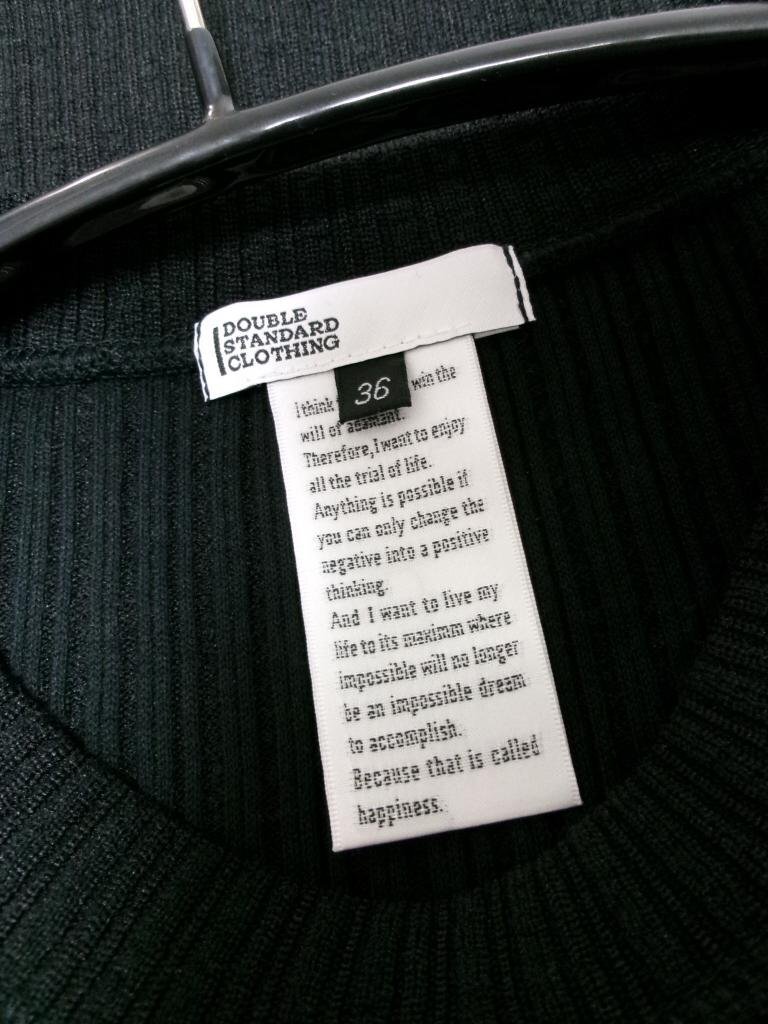 DOUBLE
STANDARD
CLOTHING
36
I think win the
will of adamant.
Therefore, I want to enjoy
all the trial of life.
Anything is possible if
you can only change the
negative into a positive
thinking.
And I want to live my
life to its maximm where
impossible will no longer
be an impossible dream
to accomplish.
Because that is called
happiness.